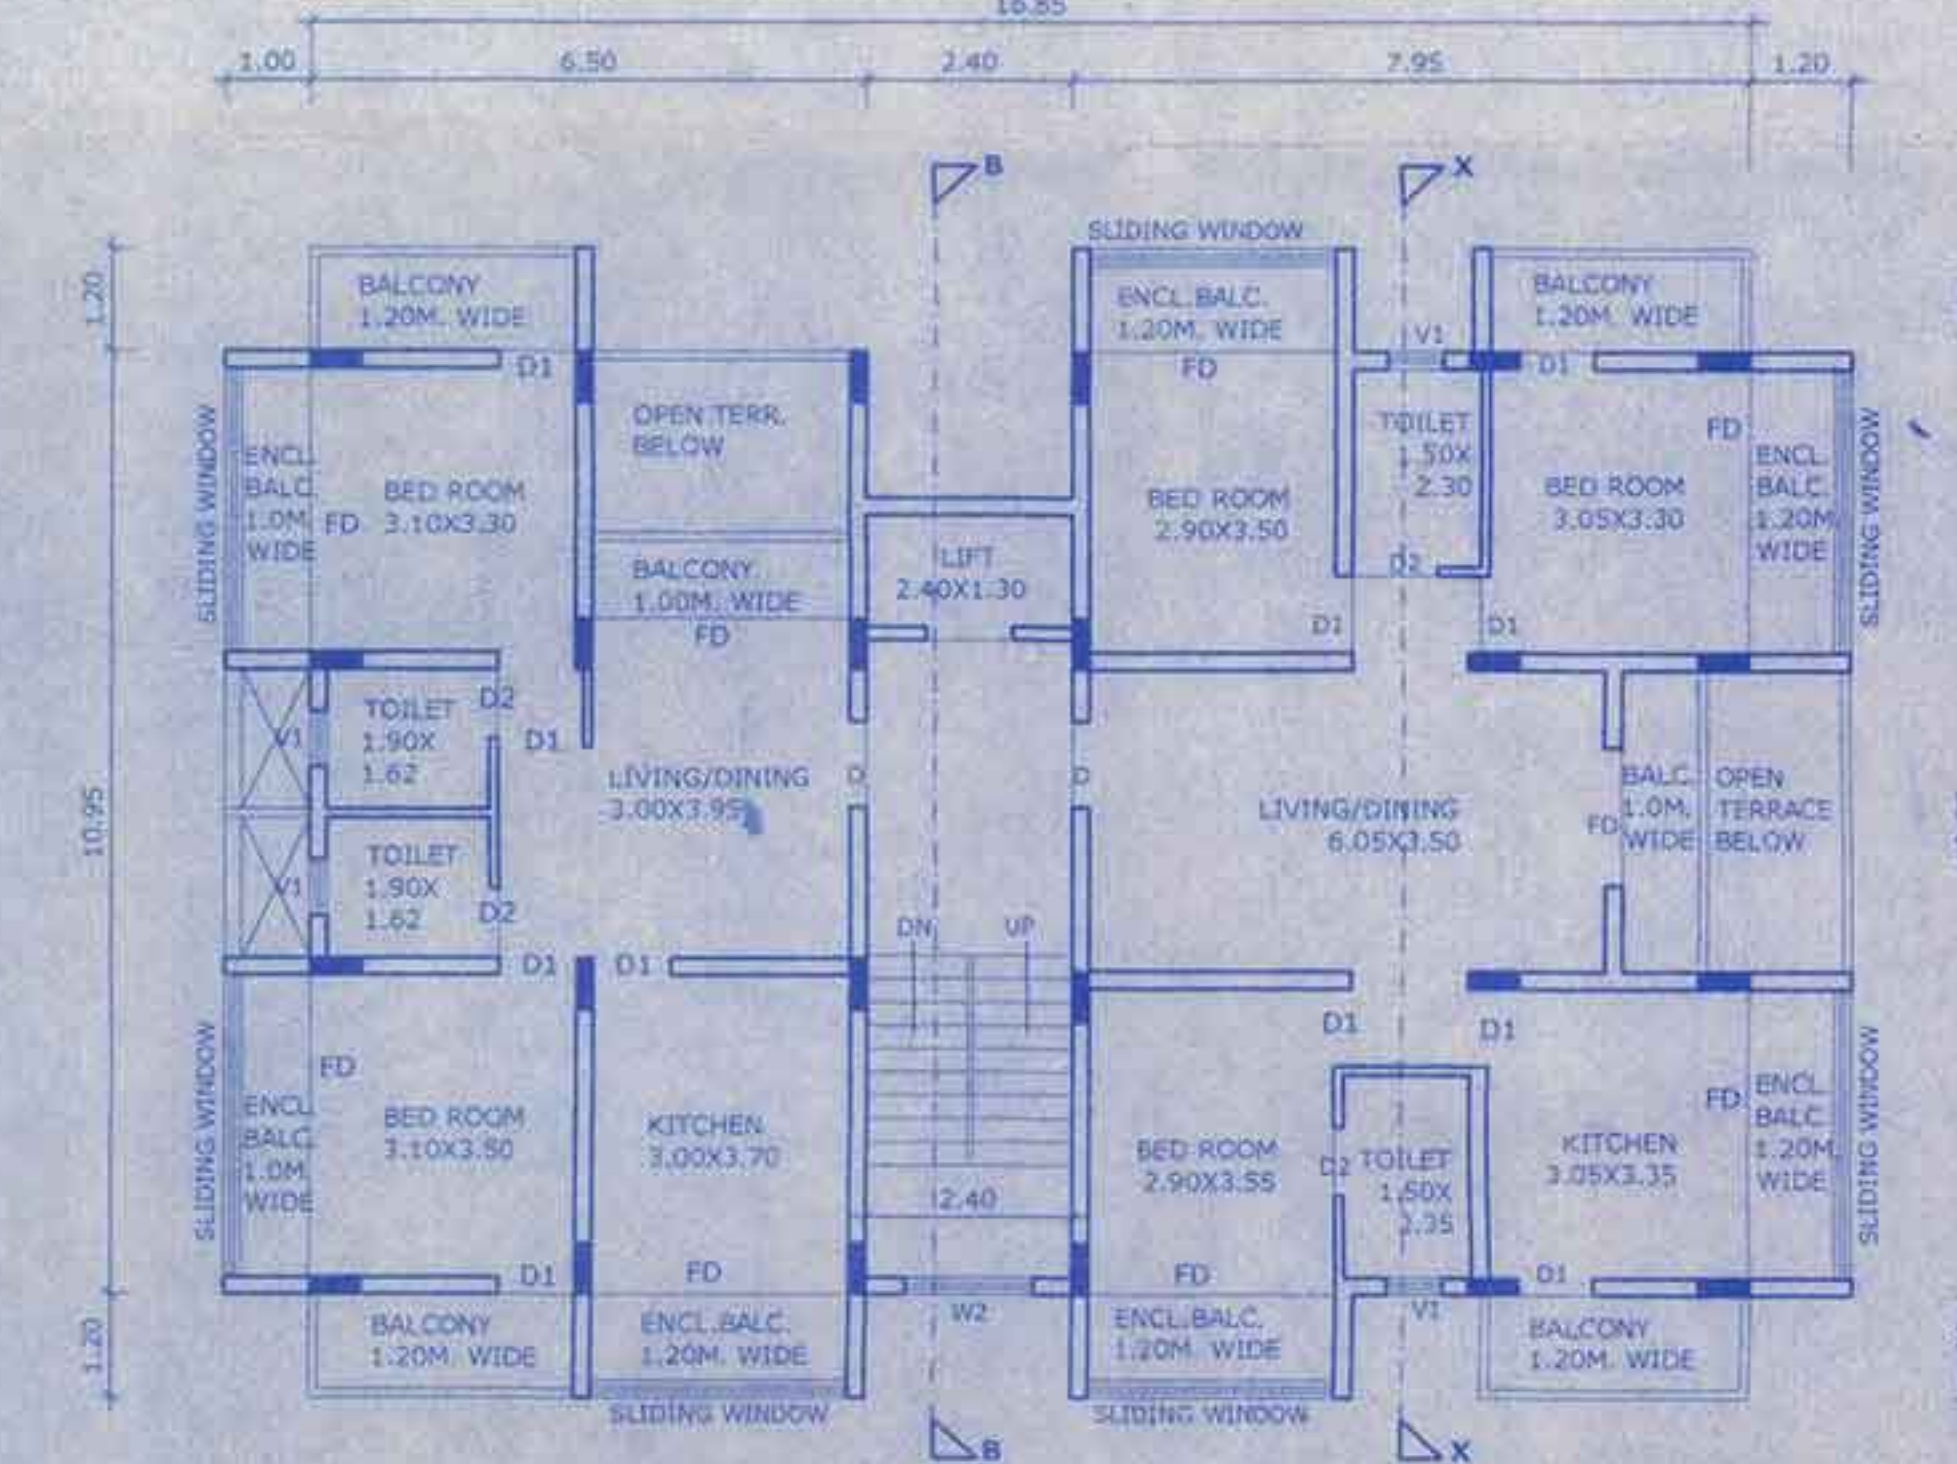 16.85
1.00 6.50 2.40 7.95 1.20
B X
SLIDING WINDOW
1.20
BALCONY
1.20M. WIDE
ENCL.BALC.
1.20M. WIDE
FD
V1
BALCONY
1.20M. WIDE
D1
D1
SLIDING WINDOW
ENCL.
BALC.
1.0M.
WIDE
FD
BED ROOM
3.10X3.30
OPEN TERR.
BELOW
BALCONY
1.00M. WIDE
FD
LIFT
2.40X1.30
BED ROOM
2.90X3.50
TOILET
1.50X
2.30
D2
BED ROOM
3.05X3.30
FD
ENCL.
BALC.
1.20M.
WIDE
SLIDING WINDOW
D1
D1
10.95
V1
TOILET
1.90X
1.62
D2
D1
LIVING/DINING
3.00X3.95
D
D
LIVING/DINING
6.05X3.50
FD
BALC.
1.0M.
WIDE
OPEN
TERRACE
BELOW
V1
TOILET
1.90X
1.62
D2
DN UP
D1 D1
SLIDING WINDOW
ENCL.
BALC.
1.0M.
WIDE
FD
BED ROOM
3.10X3.50
D1
KITCHEN
3.00X3.70
FD
2.40
D1
D1
BED ROOM
2.90X3.55
FD
D2
TOILET
1.50X
2.35
KITCHEN
3.05X3.35
FD
ENCL.
BALC.
1.20M.
WIDE
SLIDING WINDOW
D1
1.20
BALCONY
1.20M. WIDE
ENCL.BALC.
1.20M. WIDE
W2
ENCL.BALC.
1.20M. WIDE
V1
BALCONY
1.20M. WIDE
SLIDING WINDOW
SLIDING WINDOW
B X